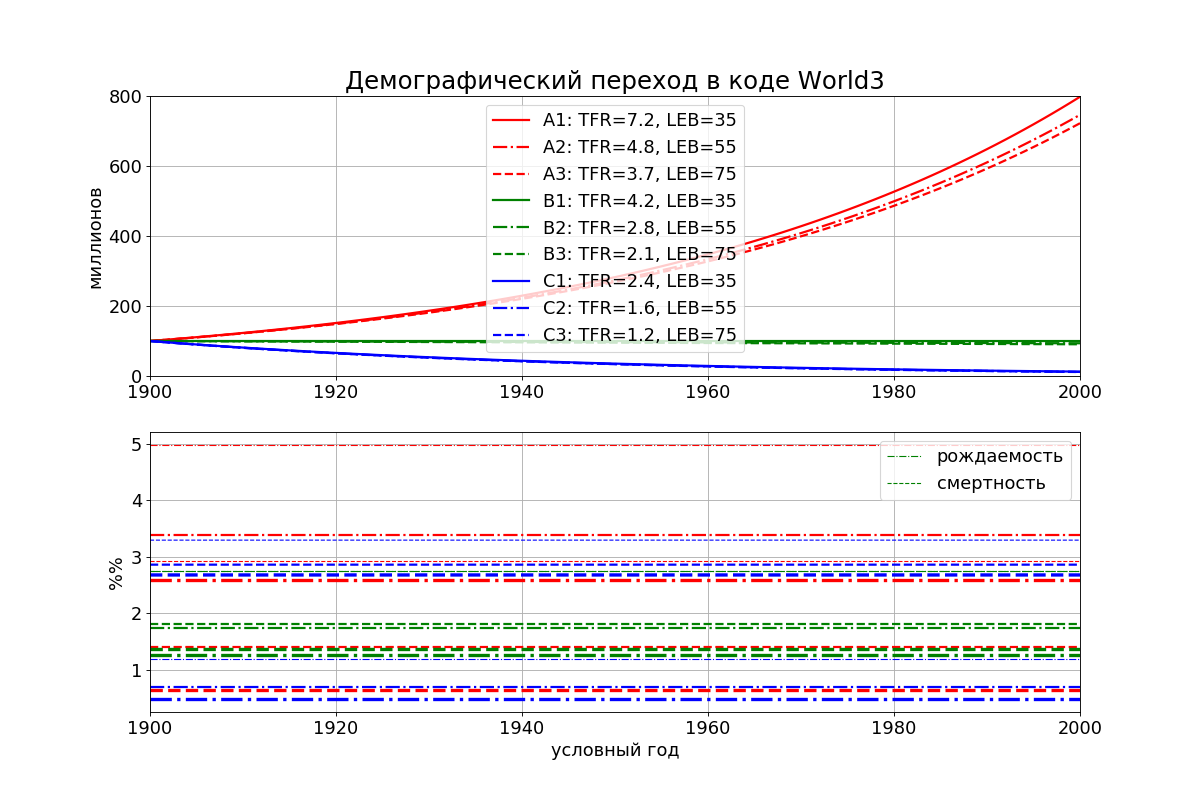 Демографический переход в коде World3
800
600
400
200
0
миллионов
A1: TFR=7.2, LEB=35
A2: TFR=4.8, LEB=55
A3: TFR=3.7, LEB=75
B1: TFR=4.2, LEB=35
B2: TFR=2.8, LEB=55
B3: TFR=2.1, LEB=75
C1: TFR=2.4, LEB=35
C2: TFR=1.6, LEB=55
C3: TFR=1.2, LEB=75
1900 1920 1940 1960 1980 2000
5
4
3
2
1
%%
рождаемость
смертность
1900 1920 1940 1960 1980 2000
условный год